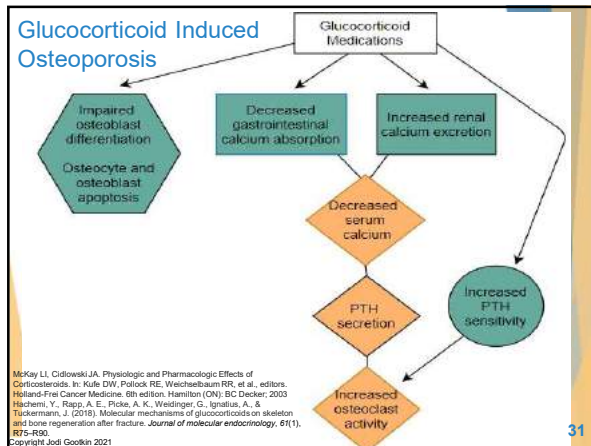 Glucocorticoid Induced
Osteoporosis
Glucocorticoid
Medications
Impaired
osteoblast
differentiation
Osteocyte and
osteoblast
apoptosis
Decreased
gastrointestinal
calcium absorption
Increased renal
calcium excretion
Decreased
serum
calcium
PTH
secretion
Increased
PTH
sensitivity
Increased
osteoclast
activity
McKay LI, Cidlowski JA. Physiologic and Pharmacologic Effects of
Corticosteroids. In: Kufe DW, Pollock RE, Weichselbaum RR, et al., editors.
Holland-Frei Cancer Medicine. 6th edition. Hamilton (ON): BC Decker; 2003
Hachemi, Y., Rapp, A. E., Picke, A. K., Weidinger, G., Ignatius, A., &
Tuckermann, J. (2018). Molecular mechanisms of glucocorticoids on skeleton
and bone regeneration after fracture. Journal of molecular endocrinology, 61(1),
R75–R90.
Copyright Jodi Gootkin 2021
31